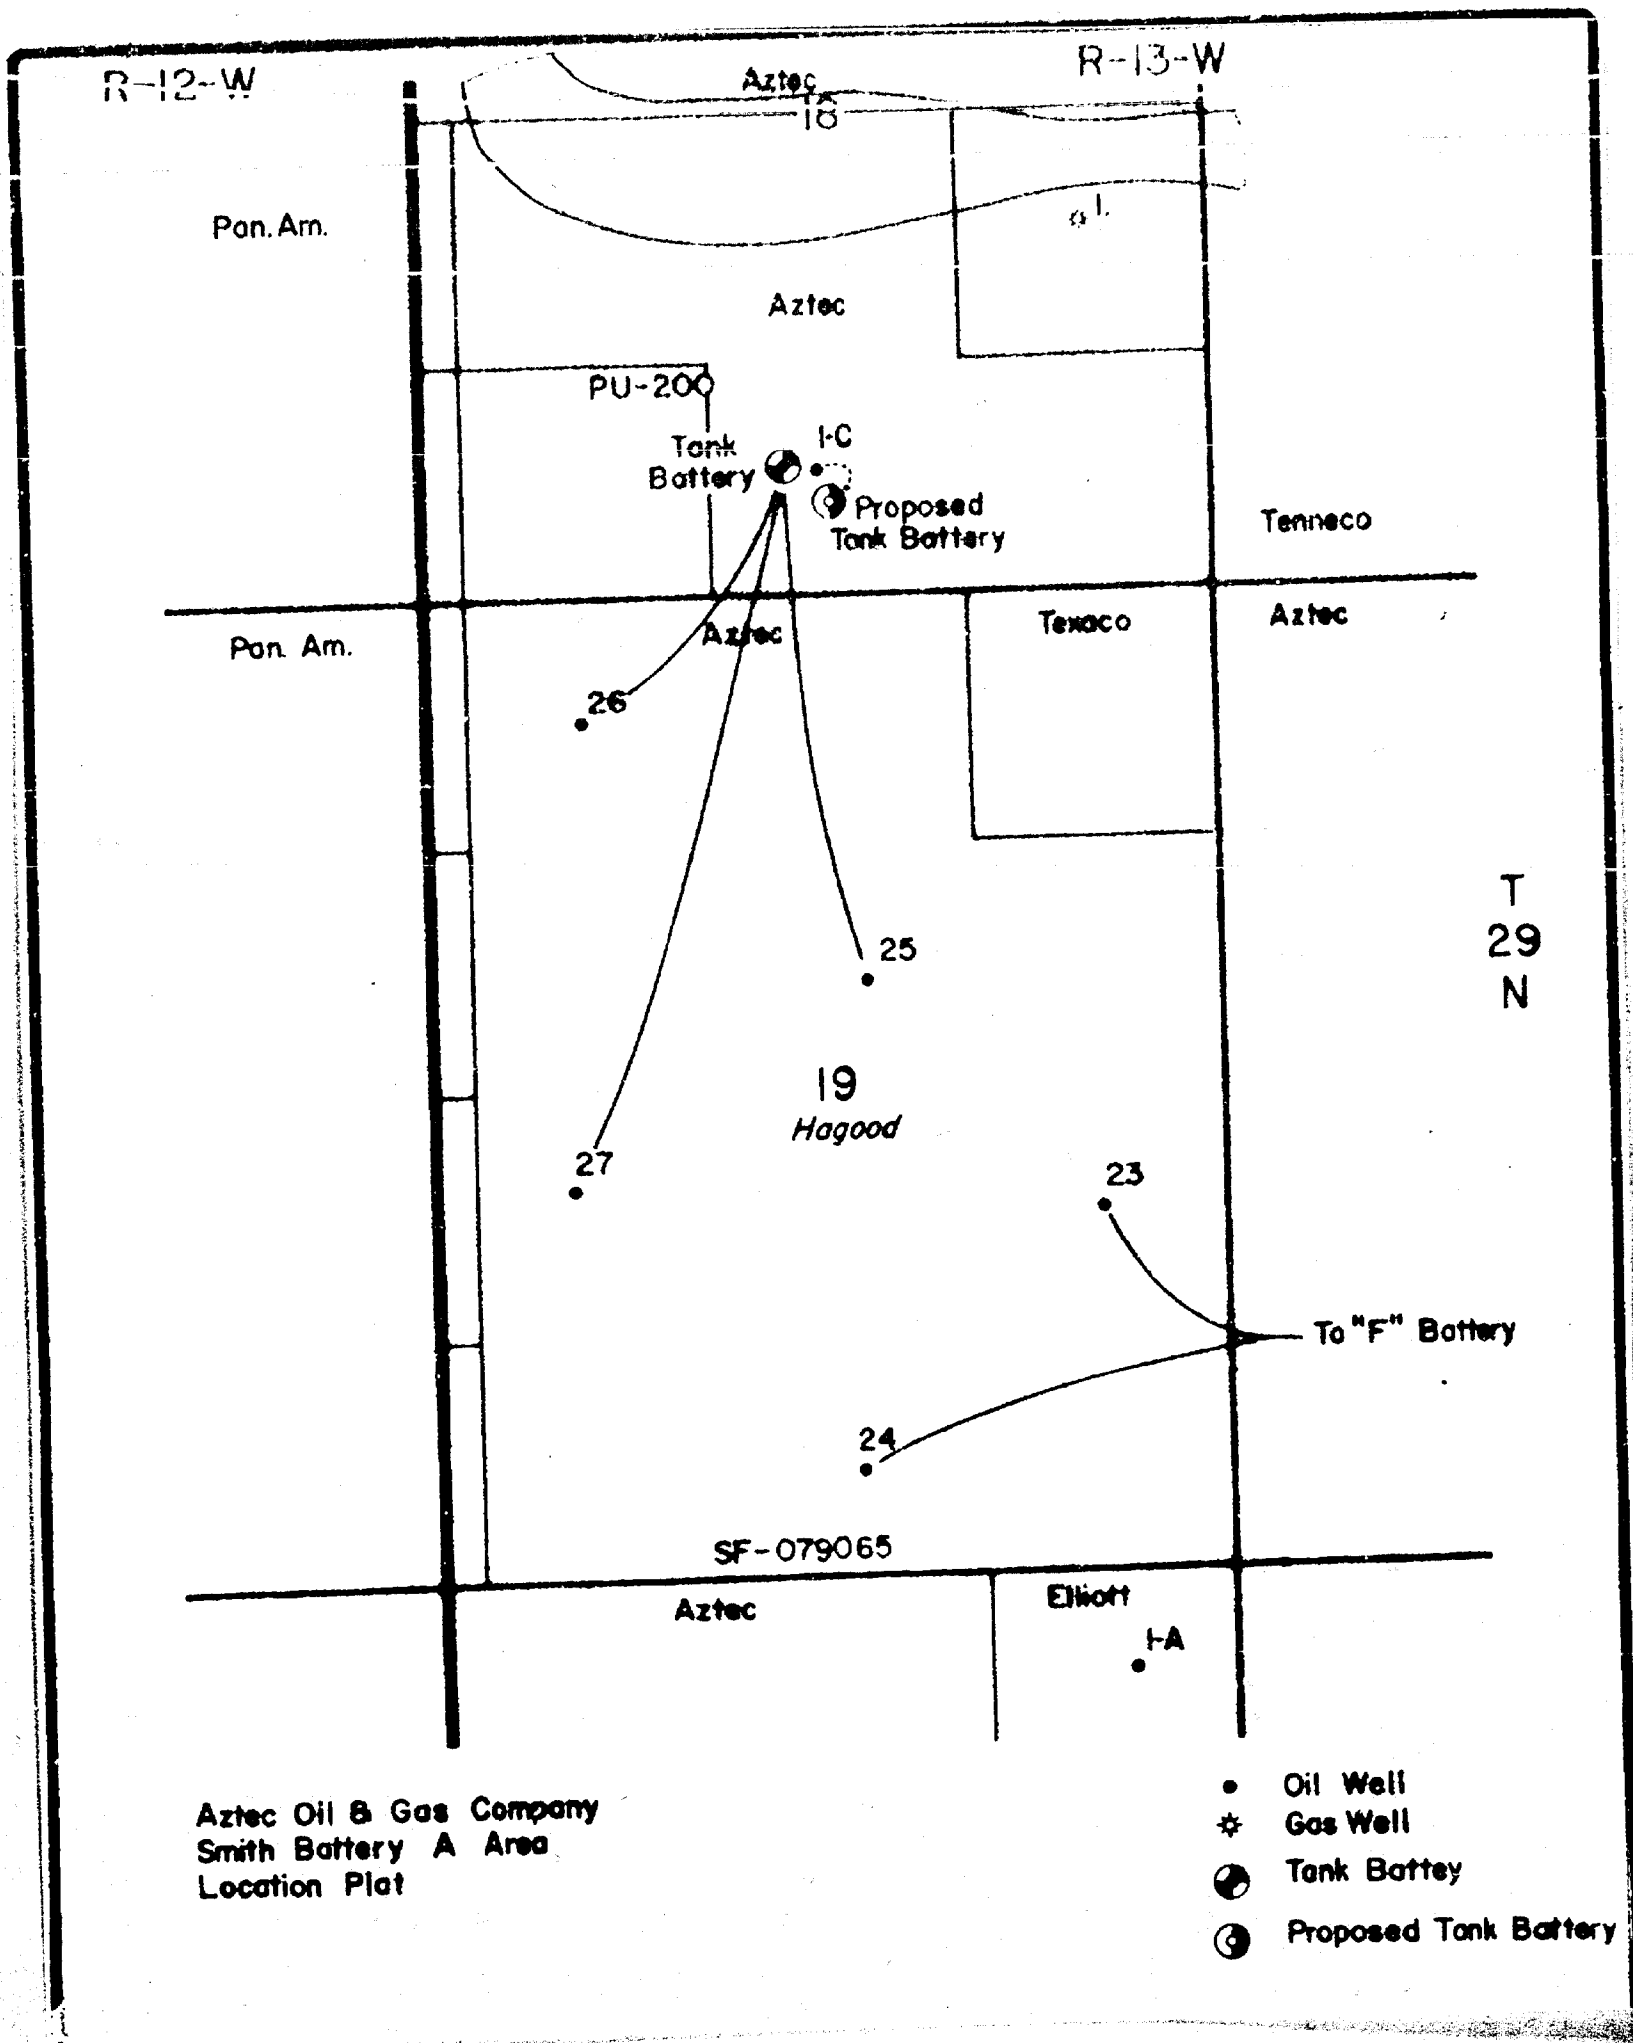 R-12-W
R-13-W
Aztec
18
Pan. Am.
1.
Aztec
PU-20
1-C
Tank
Battery
Proposed
Tank Battery
Tenneco
Pan. Am.
Aztec
Texaco
Aztec
26
T
29
N
25
19
Hagood
27
23
To "F" Battery
24
SF-079065
Aztec
Elliott
1-A
Aztec Oil & Gas Company
Smith Battery A Area
Location Plat
Oil Well
Gas Well
Tank Battey
Proposed Tank Battery